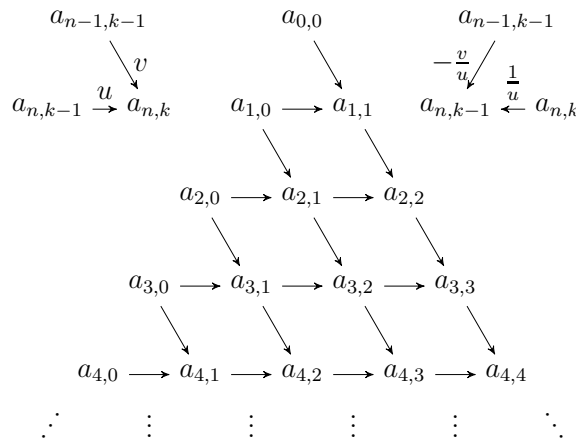 a_{n-1,k-1} a_{0,0} a_{n-1,k-1}
v -\frac{v}{u} \frac{1}{u}
a_{n,k-1} u a_{n,k} a_{1,0} a_{1,1} a_{n,k-1} a_{n,k}
a_{2,0} a_{2,1} a_{2,2}
a_{3,0} a_{3,1} a_{3,2} a_{3,3}
a_{4,0} a_{4,1} a_{4,2} a_{4,3} a_{4,4}
⋰ ⋮ ⋮ ⋮ ⋮ ⋱